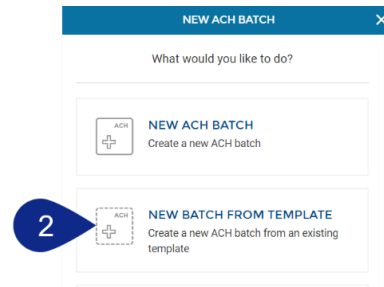 NEW ACH BATCH
What would you like to do?
ACH
NEW ACH BATCH
Create a new ACH batch
2
ACH
NEW BATCH FROM TEMPLATE
Create a new ACH batch from an existing
template